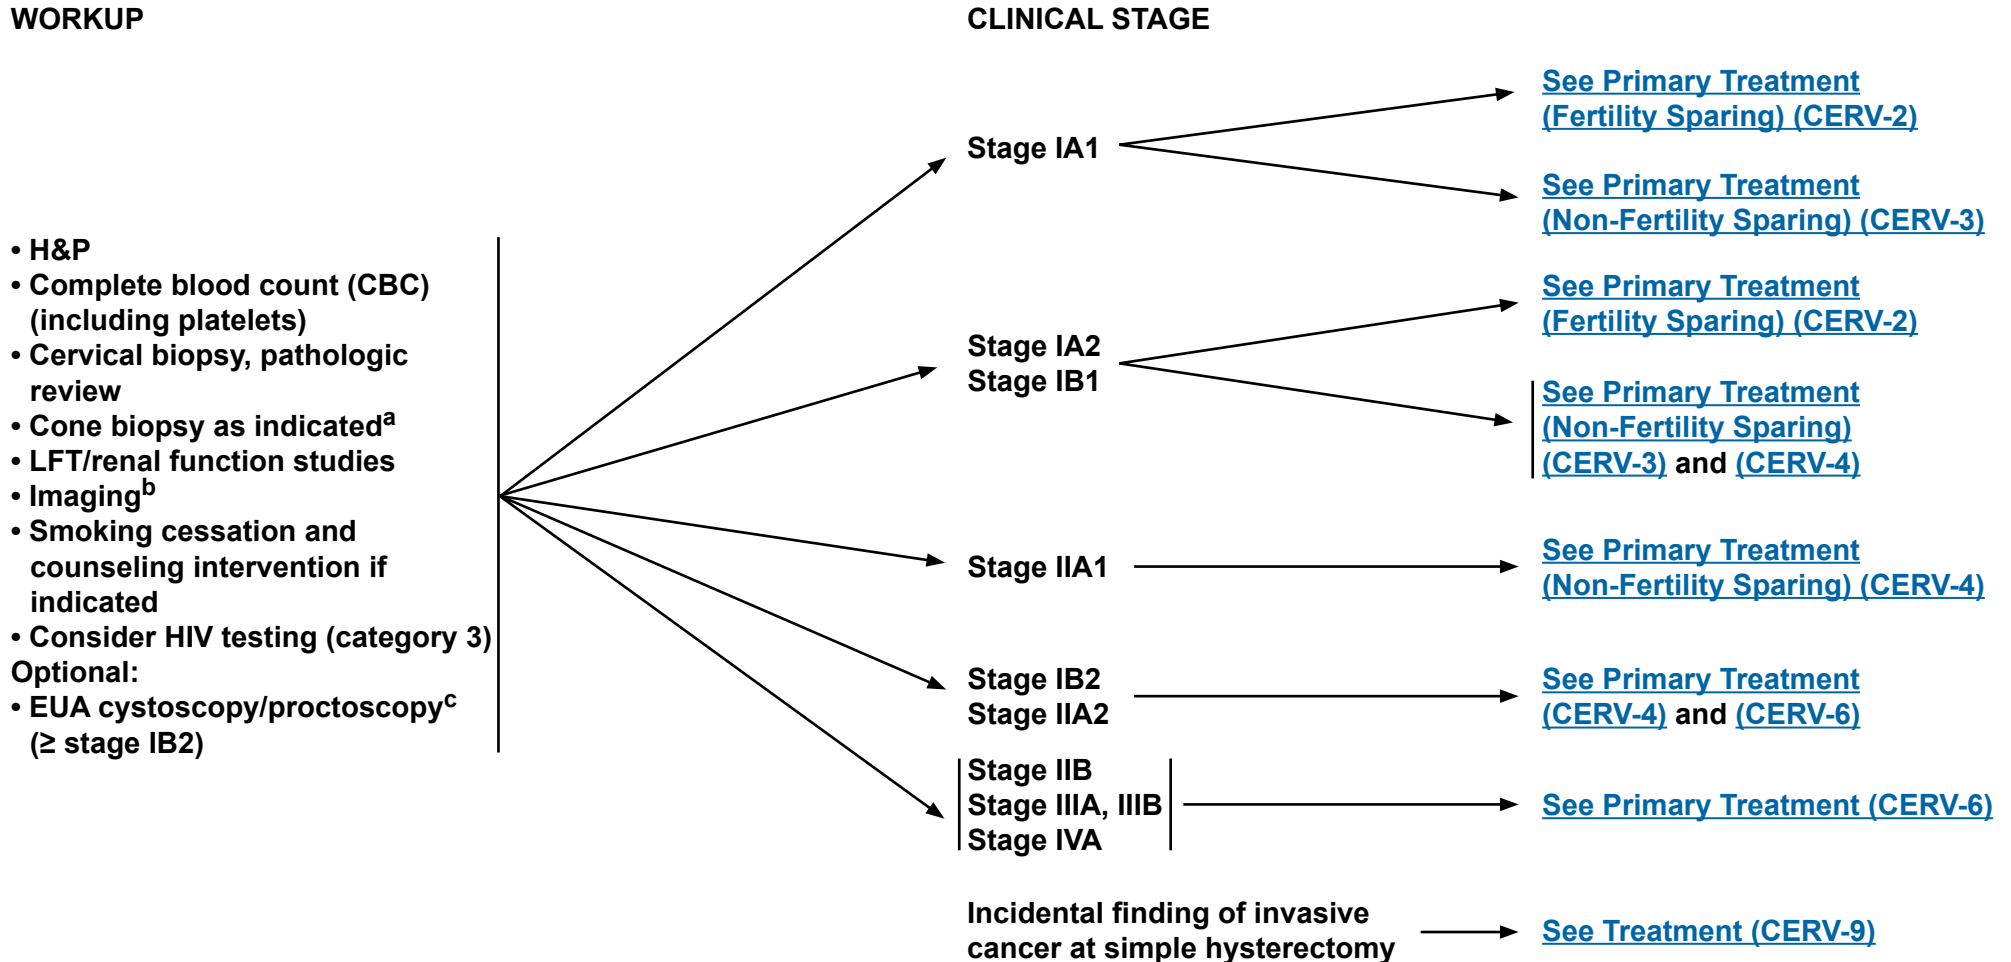 WORKUP
CLINICAL STAGE
• H&P
• Complete blood count (CBC)
(including platelets)
• Cervical biopsy, pathologic
review
• Cone biopsy as indicatedᵃ
• LFT/renal function studies
• Imagingᵇ
• Smoking cessation and
counseling intervention if
indicated
• Consider HIV testing (category 3)
Optional:
• EUA cystoscopy/proctoscopyᶜ
(≥ stage IB2)
Stage IA1
See Primary Treatment
(Fertility Sparing) (CERV-2)
See Primary Treatment
(Non-Fertility Sparing) (CERV-3)
Stage IA2
Stage IB1
See Primary Treatment
(Fertility Sparing) (CERV-2)
See Primary Treatment
(Non-Fertility Sparing)
(CERV-3) and (CERV-4)
Stage IIA1
See Primary Treatment
(Non-Fertility Sparing) (CERV-4)
Stage IB2
Stage IIA2
See Primary Treatment
(CERV-4) and (CERV-6)
Stage IIB
Stage IIIA, IIIB
Stage IVA
See Primary Treatment (CERV-6)
Incidental finding of invasive
cancer at simple hysterectomy
See Treatment (CERV-9)